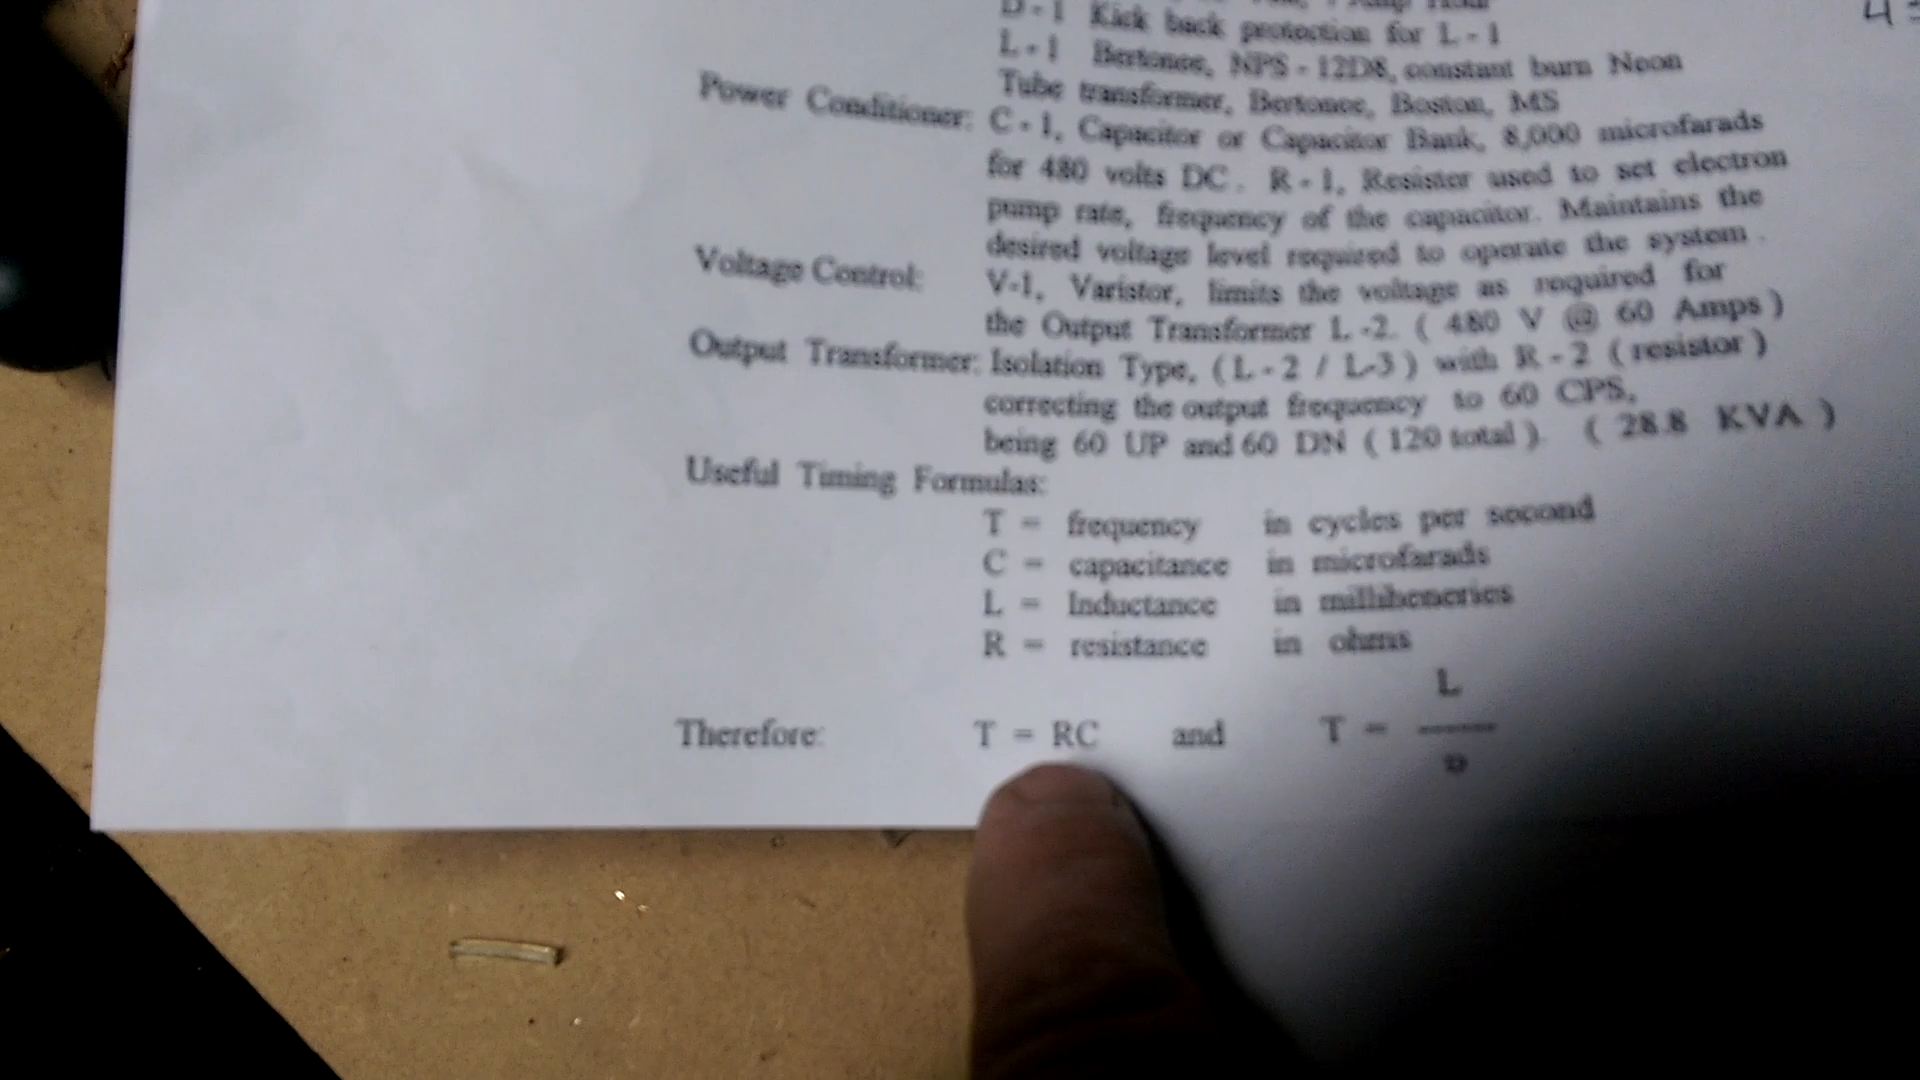 D - 1 Kick back protection for L - 1
L - 1 Bertonee, NPS - 12D8, constant burn Neon
Tube transformer, Bertonee, Boston, MS
Power Conditioner: C - 1, Capacitor or Capacitor Bank, 8,000 microfarads
for 480 volts DC. R - 1, Resister used to set electron
pump rate, frequency of the capacitor. Maintains the
desired voltage level required to operate the system.
Voltage Control: V-1, Varistor, limits the voltage as required for
the Output Transformer L -2. ( 480 V @ 60 Amps )
Output Transformer: Isolation Type, ( L - 2 / L-3 ) with R - 2 ( resistor )
correcting the output frequency to 60 CPS,
being 60 UP and 60 DN ( 120 total ). ( 28.8 KVA )
Useful Timing Formulas:
T = frequency in cycles per second
C = capacitance in microfarads
L = Inductance in milliheneries
R = resistance in ohms
Therefore: T = RC and T = L